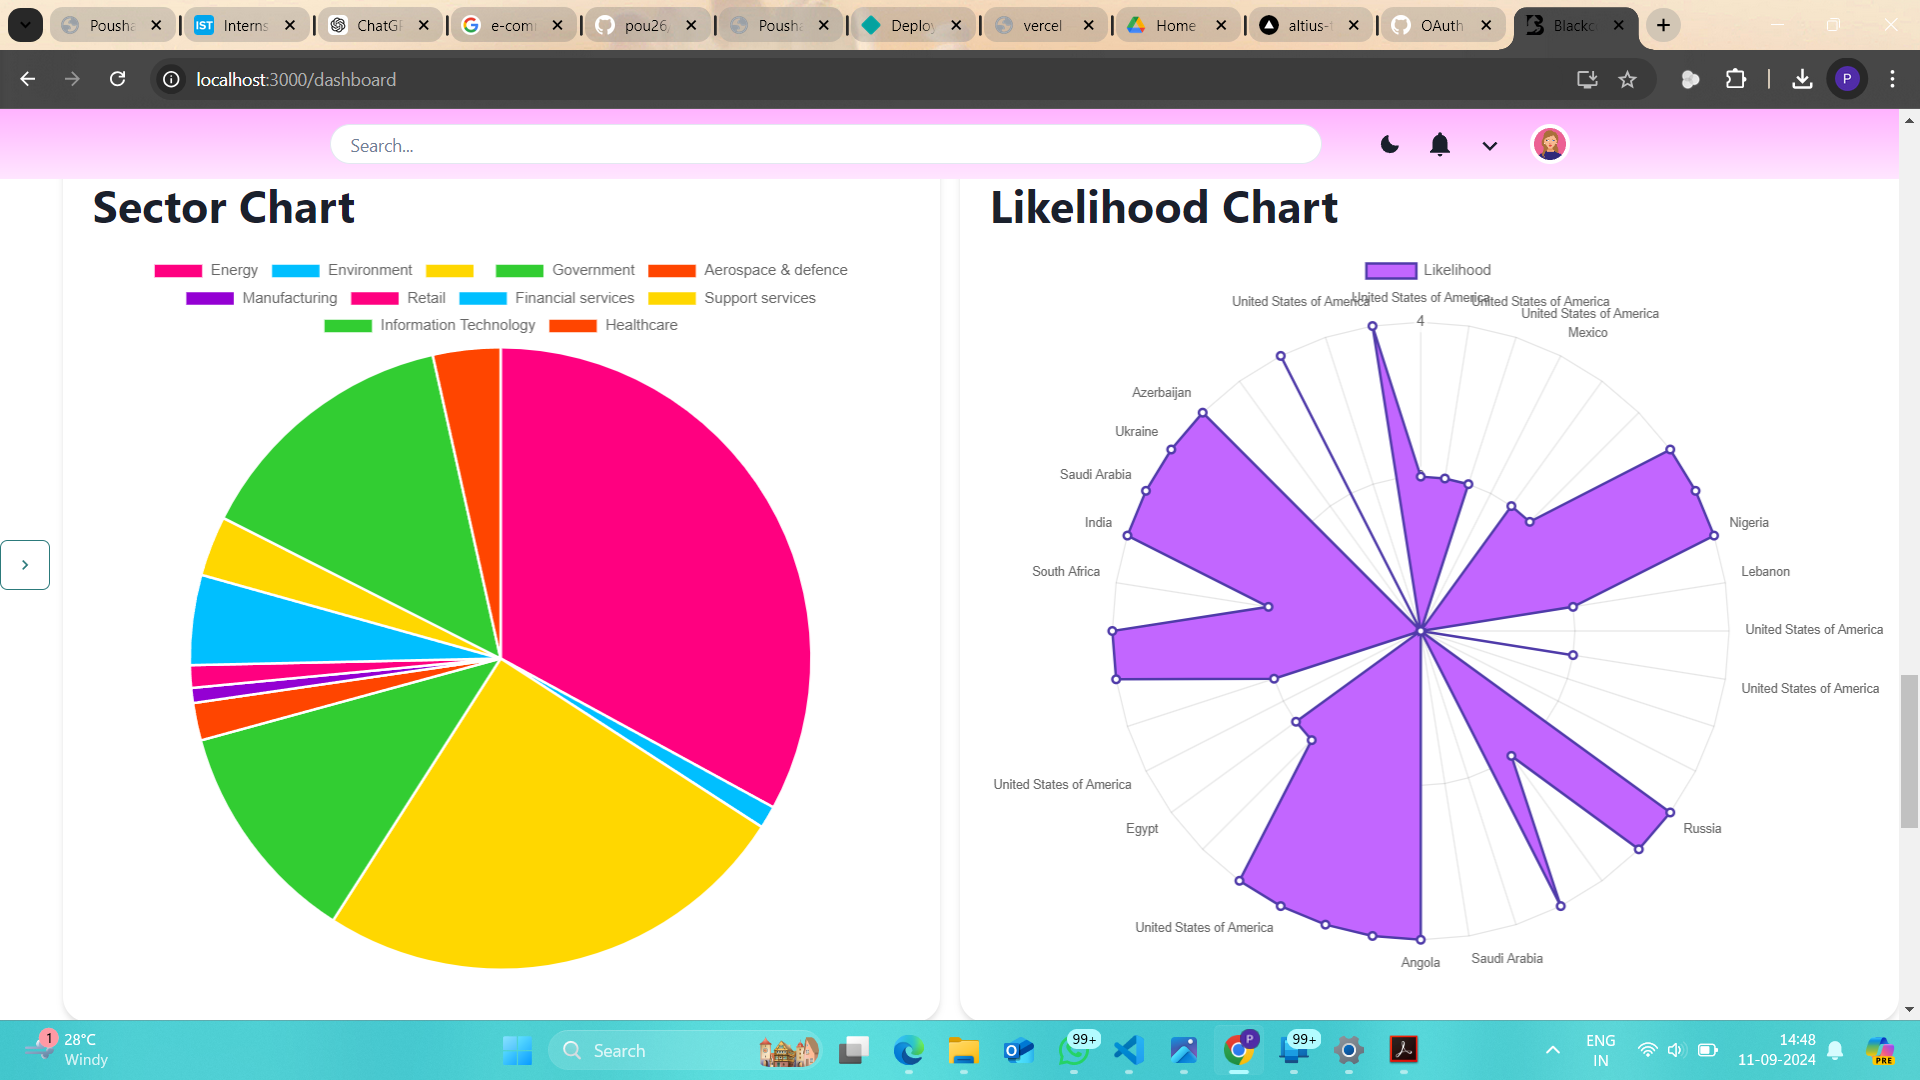 Pousha
IST
Interns
ChatGP
e-com
pou26
Pousha
Deploy
vercel
Home
altius-t
OAuth
Blackc
localhost:3000/dashboard
P
Search...
Sector Chart
Energy Environment Government Aerospace & defence
Manufacturing Retail Financial services Support services
Information Technology Healthcare
Likelihood Chart
Likelihood
United States of America
United States of America
United States of America
United States of America
Mexico
4
Azerbaijan
Ukraine
Saudi Arabia
India
South Africa
Nigeria
Lebanon
United States of America
United States of America
United States of America
Egypt
Russia
United States of America
Angola
Saudi Arabia
1
28°C
Windy
Search
99+
P
99+
ENG
IN
14:48
11-09-2024
PRE